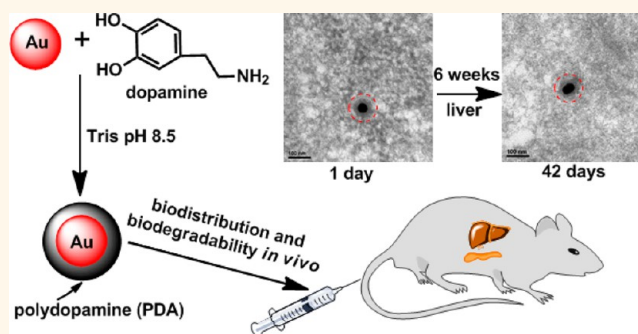 Au
+
HO
HO
NH2
dopamine
Tris pH 8.5
Au
polydopamine (PDA)
biodistribution and
biodegradability in vivo
100 nm
1 day
6 weeks
liver
100 nm
42 days